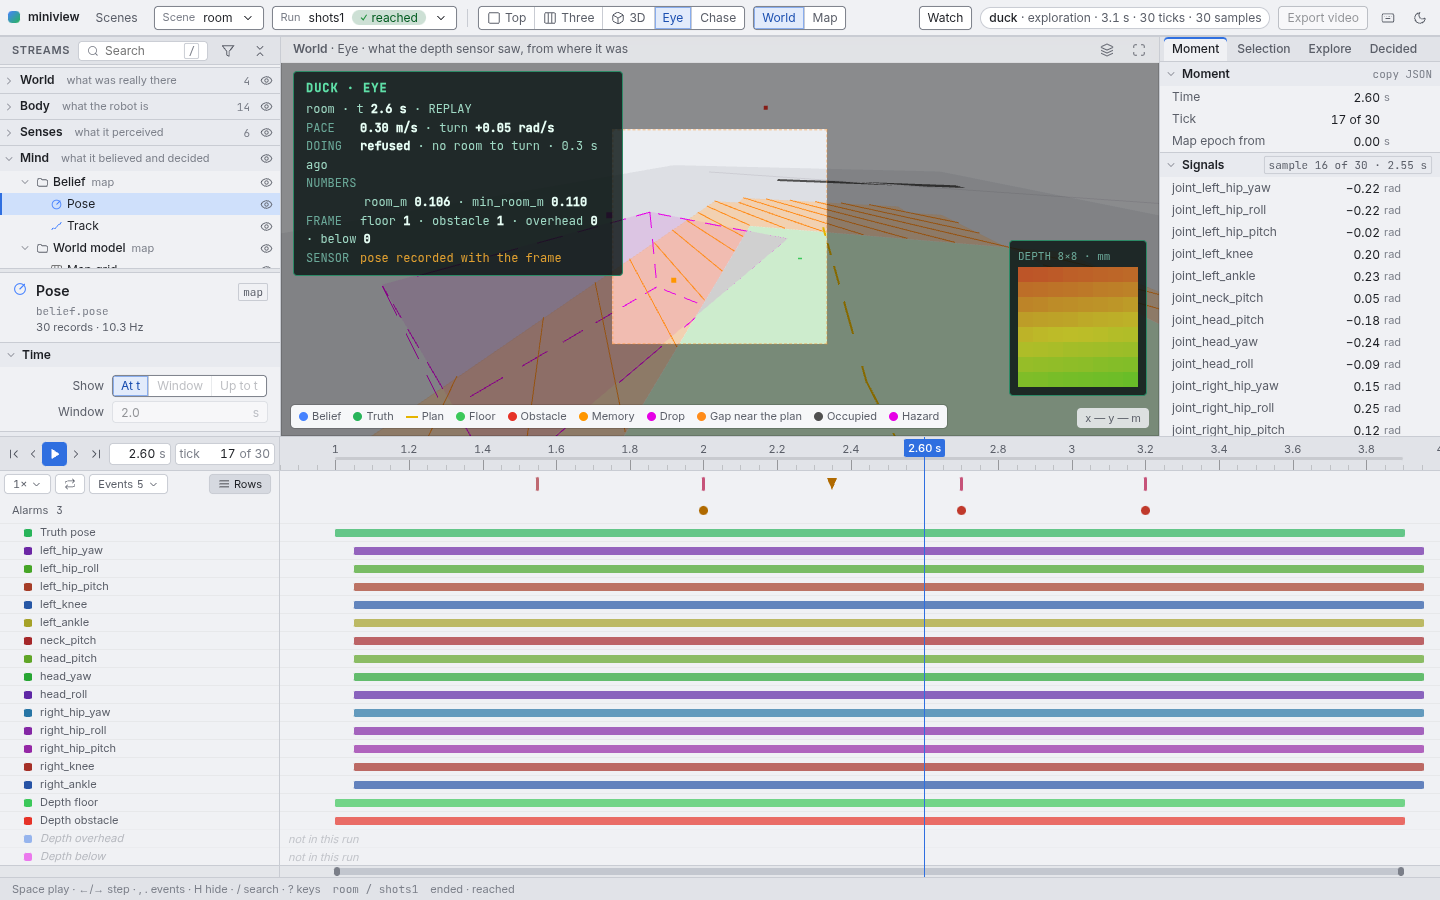 miniview Scenes Scene room Run shots1 ✓ reached Top Three 3D Eye Chase World Map Watch duck · exploration · 3.1 s · 30 ticks · 30 samples Export video
STREAMS Search /
World what was really there 4
Body what the robot is 14
Senses what it perceived 6
Mind what it believed and decided
Belief map
Pose
Track
World model map
Pose map
belief.pose
30 records · 10.3 Hz
Time
Show At t Window Up to t
Window 2.0 s
World · Eye · what the depth sensor saw, from where it was
DUCK · EYE
room · t 2.6 s · REPLAY
PACE 0.30 m/s · turn +0.05 rad/s
DOING refused · no room to turn · 0.3 s
ago
NUMBERS
room_m 0.106 · min_room_m 0.110
FRAME floor 1 · obstacle 1 · overhead 0
· below 0
SENSOR pose recorded with the frame
DEPTH 8×8 · mm
Belief Truth Plan Floor Obstacle Memory Drop Gap near the plan Occupied Hazard
x — y — m
Moment Selection Explore Decided
Moment copy JSON
Time 2.60 s
Tick 17 of 30
Map epoch from 0.00 s
Signals sample 16 of 30 · 2.55 s
joint_left_hip_yaw −0.22 rad
joint_left_hip_roll −0.22 rad
joint_left_hip_pitch −0.02 rad
joint_left_knee 0.20 rad
joint_left_ankle 0.23 rad
joint_neck_pitch 0.05 rad
joint_head_pitch −0.18 rad
joint_head_yaw −0.24 rad
joint_head_roll −0.09 rad
joint_right_hip_yaw 0.15 rad
joint_right_hip_roll 0.25 rad
joint_right_hip_pitch 0.12 rad
2.60 s tick 17 of 30
1 1.2 1.4 1.6 1.8 2 2.2 2.4 2.60 s 2.8 3 3.2 3.4 3.6 3.8
1× Events 5 Rows
Alarms 3
Truth pose
left_hip_yaw
left_hip_roll
left_hip_pitch
left_knee
left_ankle
neck_pitch
head_pitch
head_yaw
head_roll
right_hip_yaw
right_hip_roll
right_hip_pitch
right_knee
right_ankle
Depth floor
Depth obstacle
Depth overhead not in this run
Depth below not in this run
Space play · ←/→ step · , . events · H hide · / search · ? keys room / shots1 ended · reached